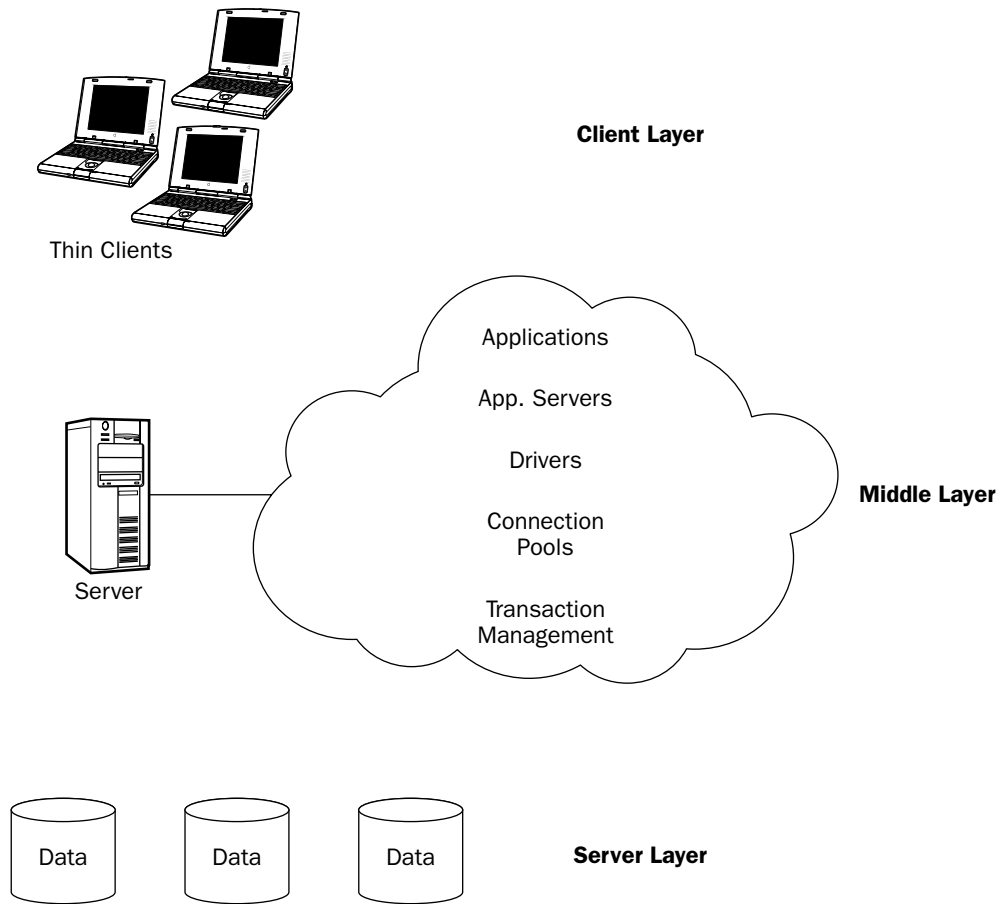 Client Layer
Thin Clients
Applications
App. Servers
Drivers
Connection
Pools
Transaction
Management
Server
Middle Layer
Data
Data
Data
Server Layer